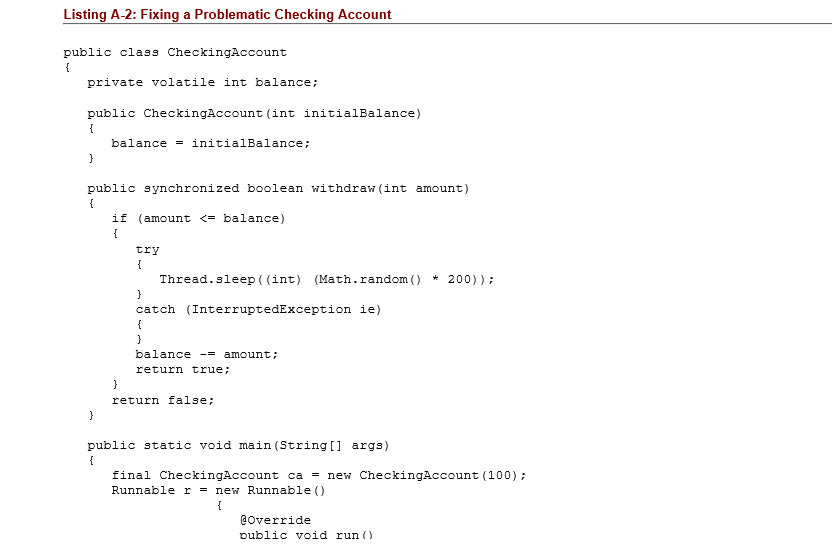 Listing A-2: Fixing a Problematic Checking Account
public class CheckingAccount
{
   private volatile int balance;

   public CheckingAccount(int initialBalance)
   {
      balance = initialBalance;
   }

   public synchronized boolean withdraw(int amount)
   {
      if (amount <= balance)
      {
         try
         {
            Thread.sleep((int) (Math.random() * 200));
         }
         catch (InterruptedException ie)
         {
         }
         balance -= amount;
         return true;
      }
      return false;
   }

   public static void main(String[] args)
   {
      final CheckingAccount ca = new CheckingAccount(100);
      Runnable r = new Runnable()
                   {
                      @Override
                      public void run()